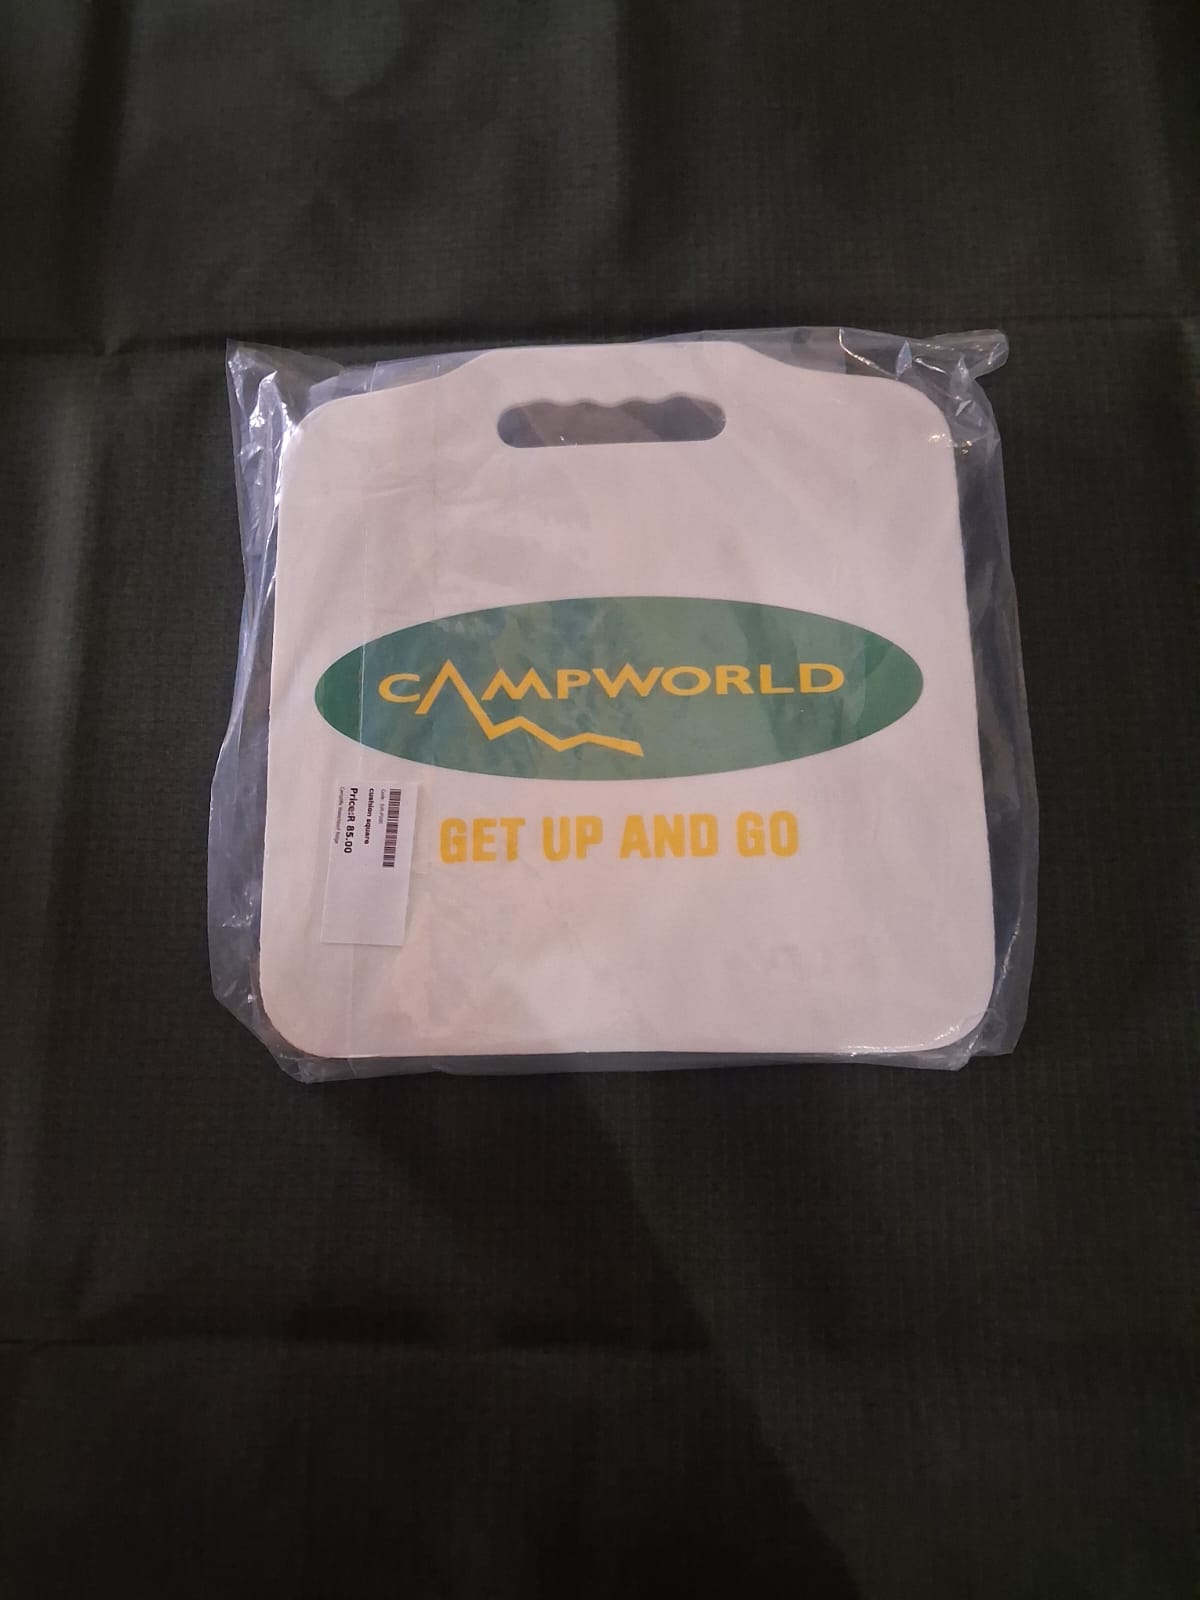 CAMPWORLD
GET UP AND GO
cushion square
Price:R 85.00